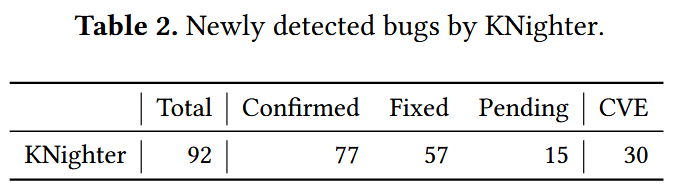 Table 2. Newly detected bugs by KNighter.
Total Confirmed Fixed Pending CVE
KNighter 92 77 57 15 30